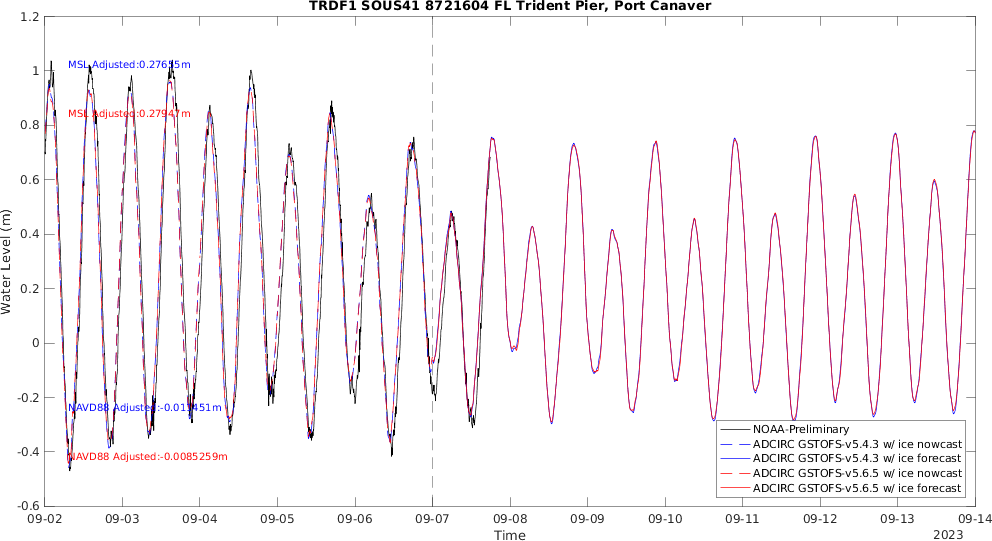 TRDF1 SOUS41 8721604 FL Trident Pier, Port Canaver
Water Level (m)
1.2
1
0.8
0.6
0.4
0.2
0
-0.2
-0.4
-0.6
MSL Adjusted:0.27615m
MSL Adjusted:0.27947m
NAVD88 Adjusted:-0.011451m
NAVD88 Adjusted:-0.0085259m
NOAA-Preliminary
ADCIRC GSTOFS-v5.4.3 w/ ice nowcast
ADCIRC GSTOFS-v5.4.3 w/ ice forecast
ADCIRC GSTOFS-v5.6.5 w/ ice nowcast
ADCIRC GSTOFS-v5.6.5 w/ ice forecast
09-02 09-03 09-04 09-05 09-06 09-07 09-08 09-09 09-10 09-11 09-12 09-13 09-14
Time
2023